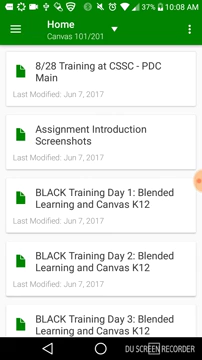 37% 10:08 AM
Home
Canvas 101/201
8/28 Training at CSSC - PDC
Main
Last Modified: Jun 7, 2017
Assignment Introduction
Screenshots
Last Modified: Jun 7, 2017
BLACK Training Day 1: Blended
Learning and Canvas K12
Last Modified: Jun 7, 2017
BLACK Training Day 2: Blended
Learning and Canvas K12
Last Modified: Jun 7, 2017
BLACK Training Day 3: Blended
Learning and Canvas K12
DU SCREEN RECORDER